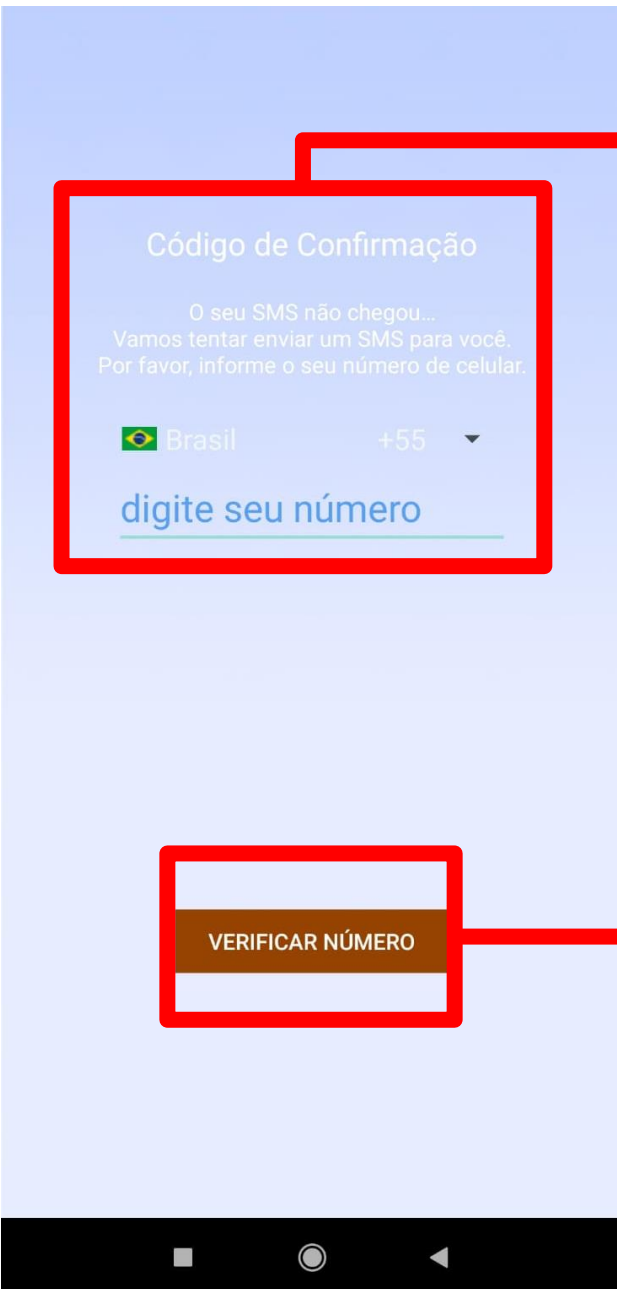 Código de Confirmação
O seu SMS não chegou...
Vamos tentar enviar um SMS para você.
Por favor, informe o seu número de celular.
Brasil +55
digite seu número
VERIFICAR NÚMERO